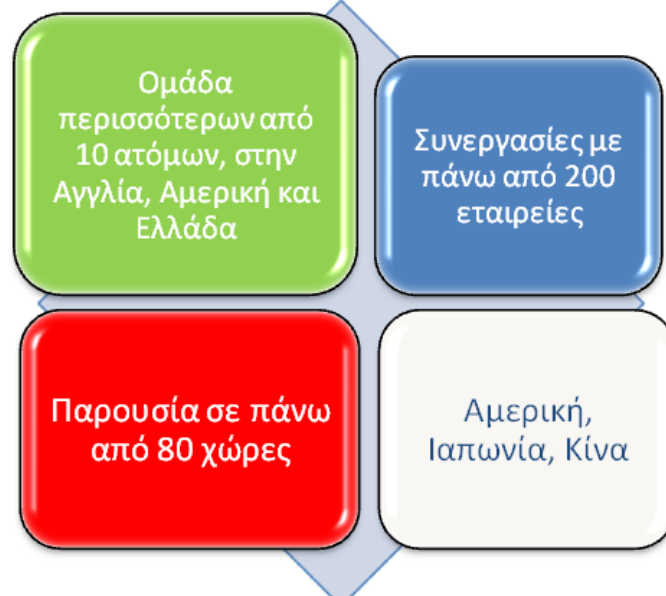 Ομάδα
περισσότερων από
10 ατόμων, στην
Αγγλία, Αμερική και
Ελλάδα
Συνεργασίες με
πάνω από 200
εταιρείες
Παρουσία σε πάνω
από 80 χώρες
Αμερική,
Ιαπωνία, Κίνα